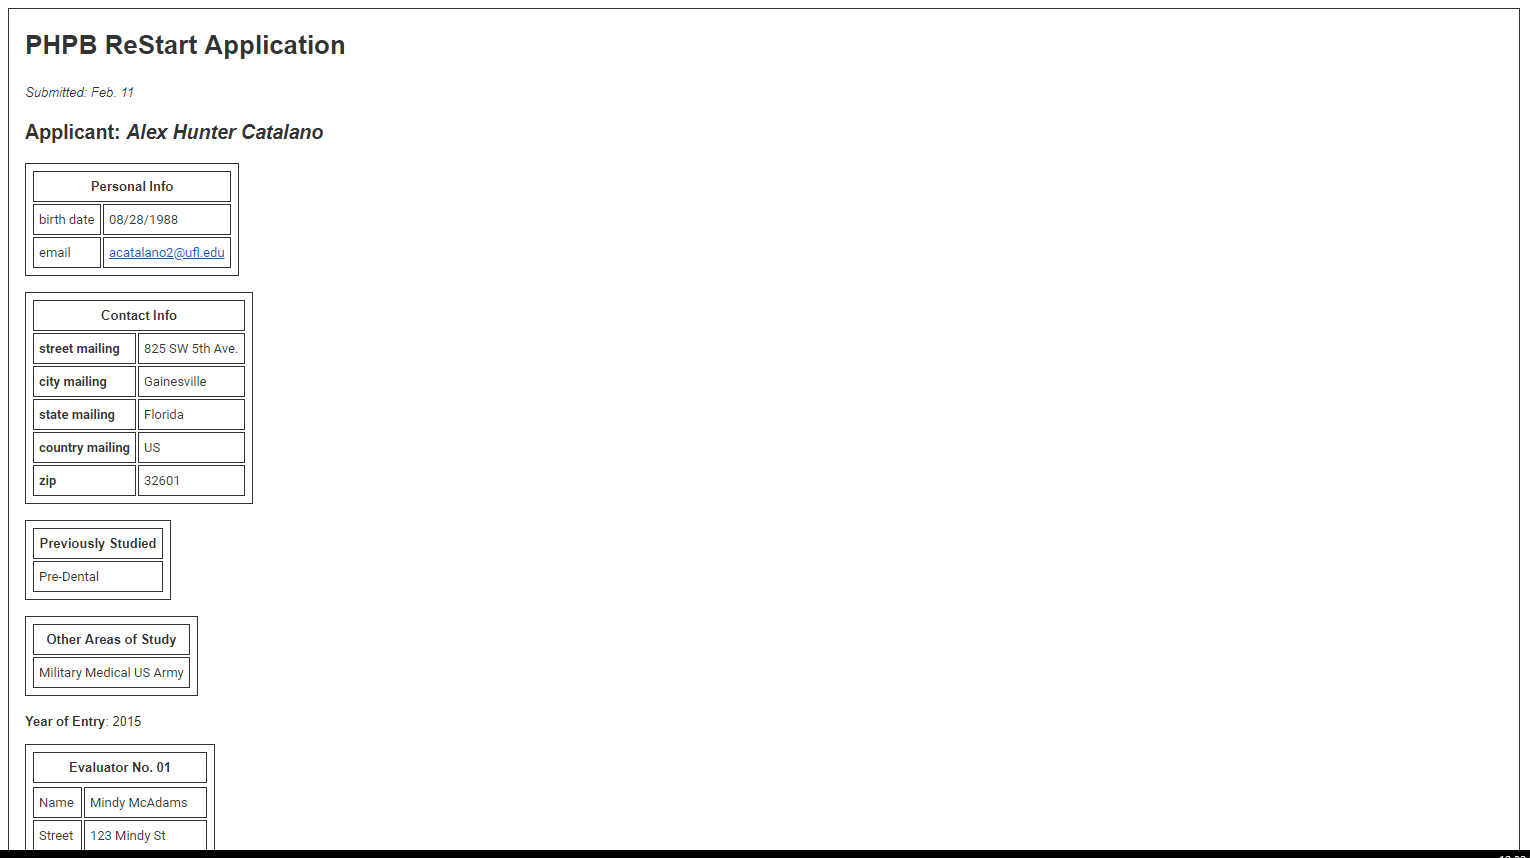 PHPB ReStart Application
Submitted: Feb. 11
Applicant: Alex Hunter Catalano
Personal Info
birth date 08/28/1988
email acatalano2@ufl.edu
Contact Info
street mailing 825 SW 5th Ave.
city mailing Gainesville
state mailing Florida
country mailing US
zip 32601
Previously Studied
Pre-Dental
Other Areas of Study
Military Medical US Army
Year of Entry: 2015
Evaluator No. 01
Name Mindy McAdams
Street 123 Mindy St